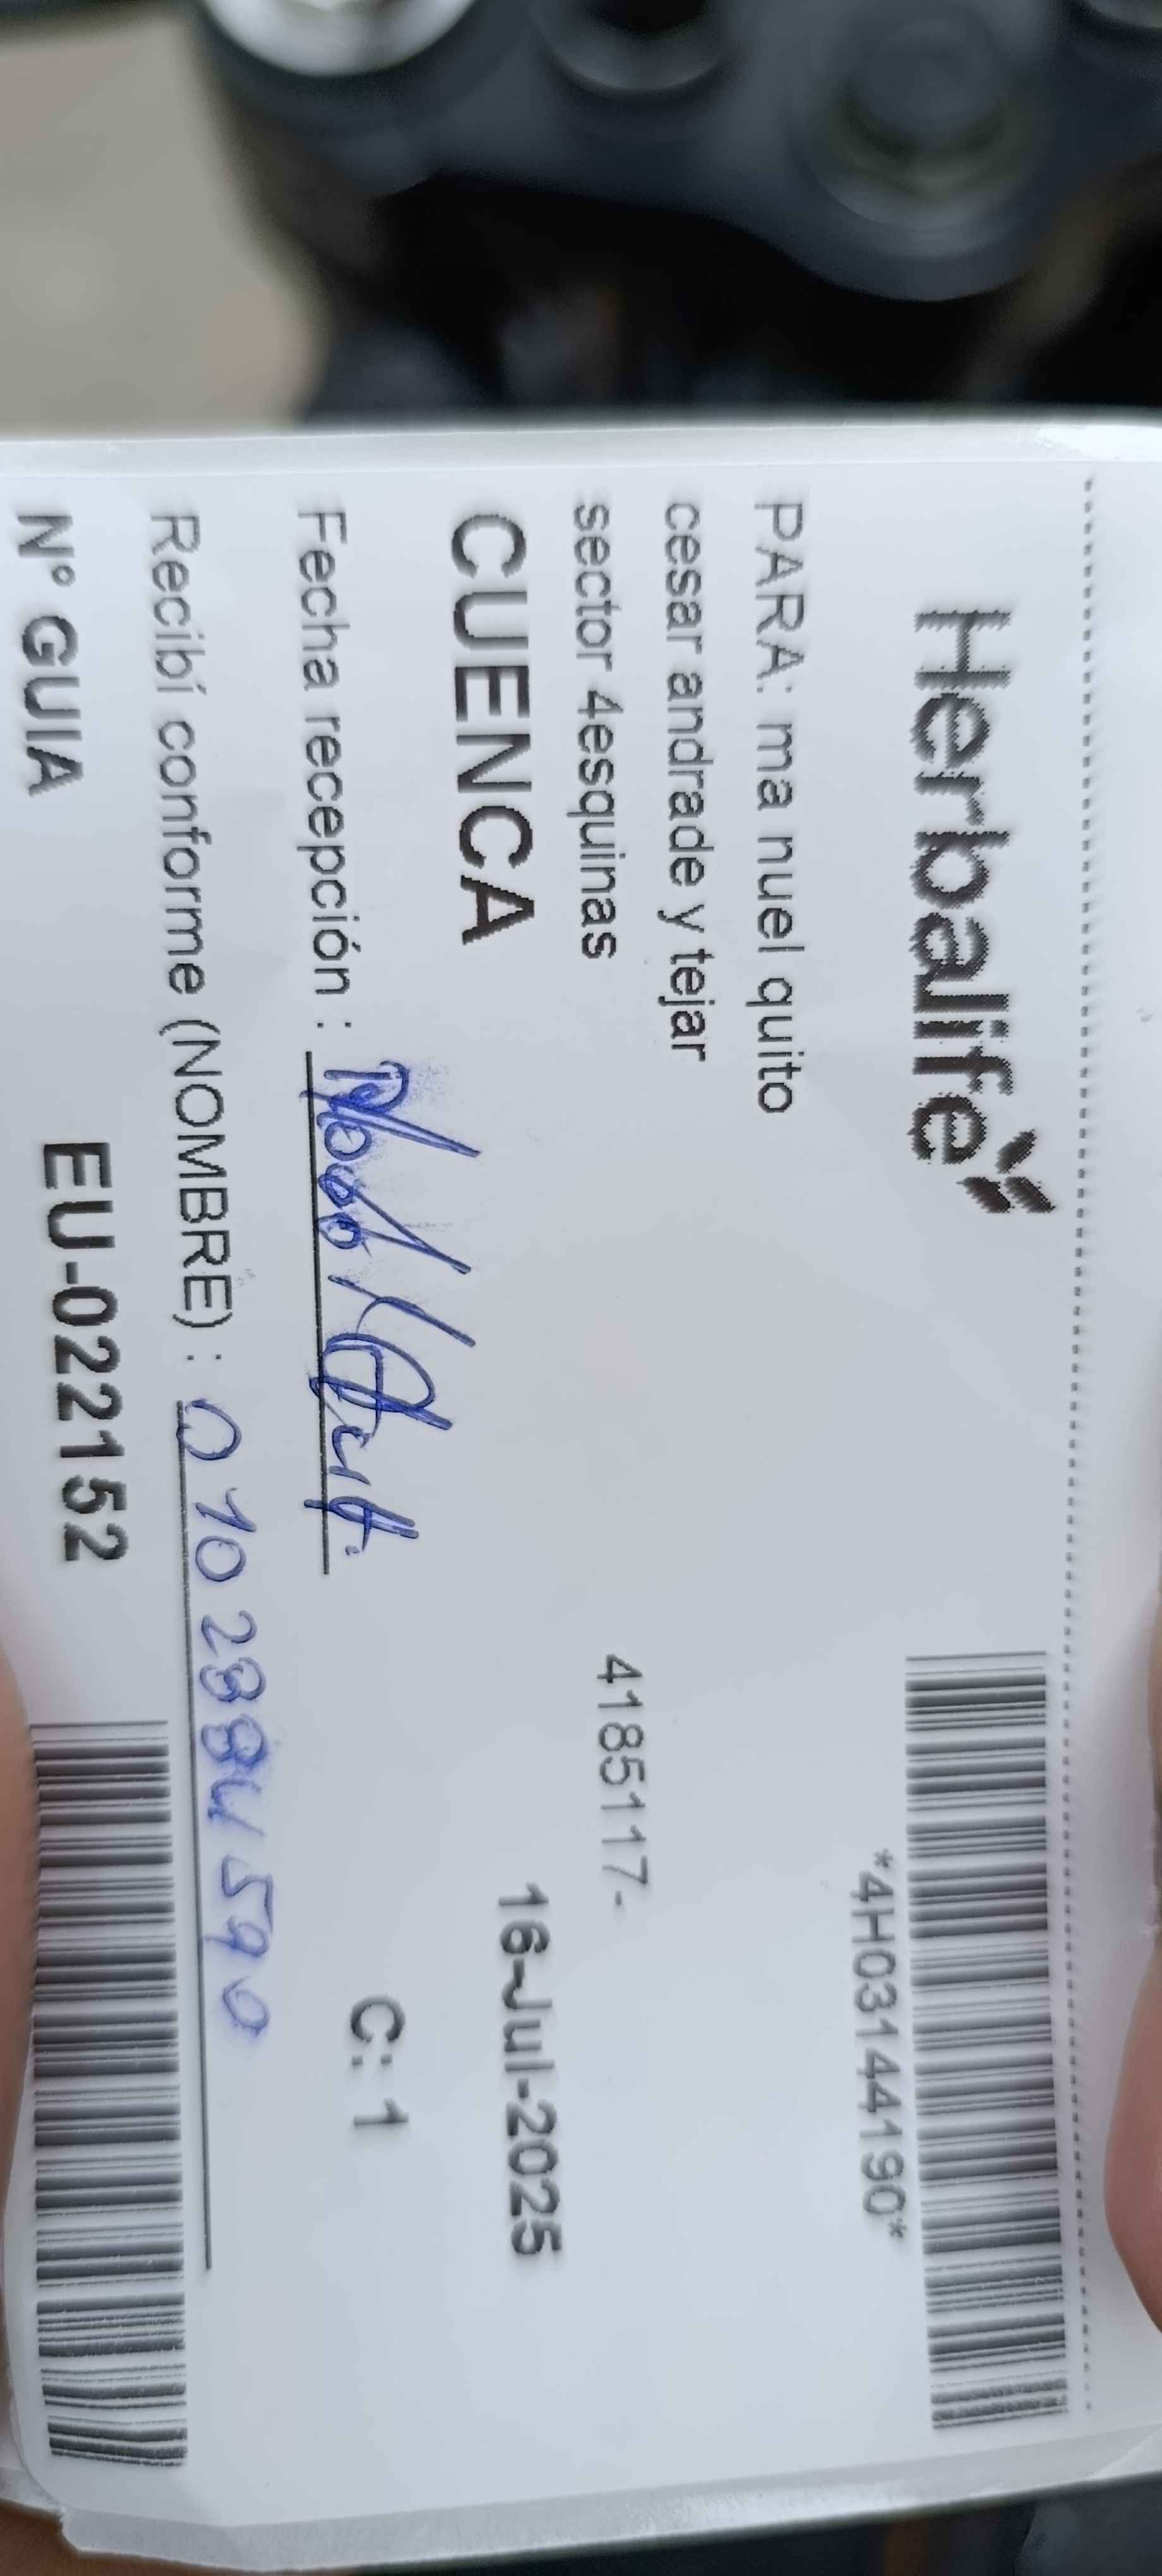 Herbalife
*4H03144190*
PARA: ma nuel quito
cesar andrade y tejar
sector 4esquinas
4185117-
CUENCA
16-Jul-2025
Fecha recepción :
C: 1
Recibí conforme (NOMBRE) : 0102884590
N° GUIA EU-022152